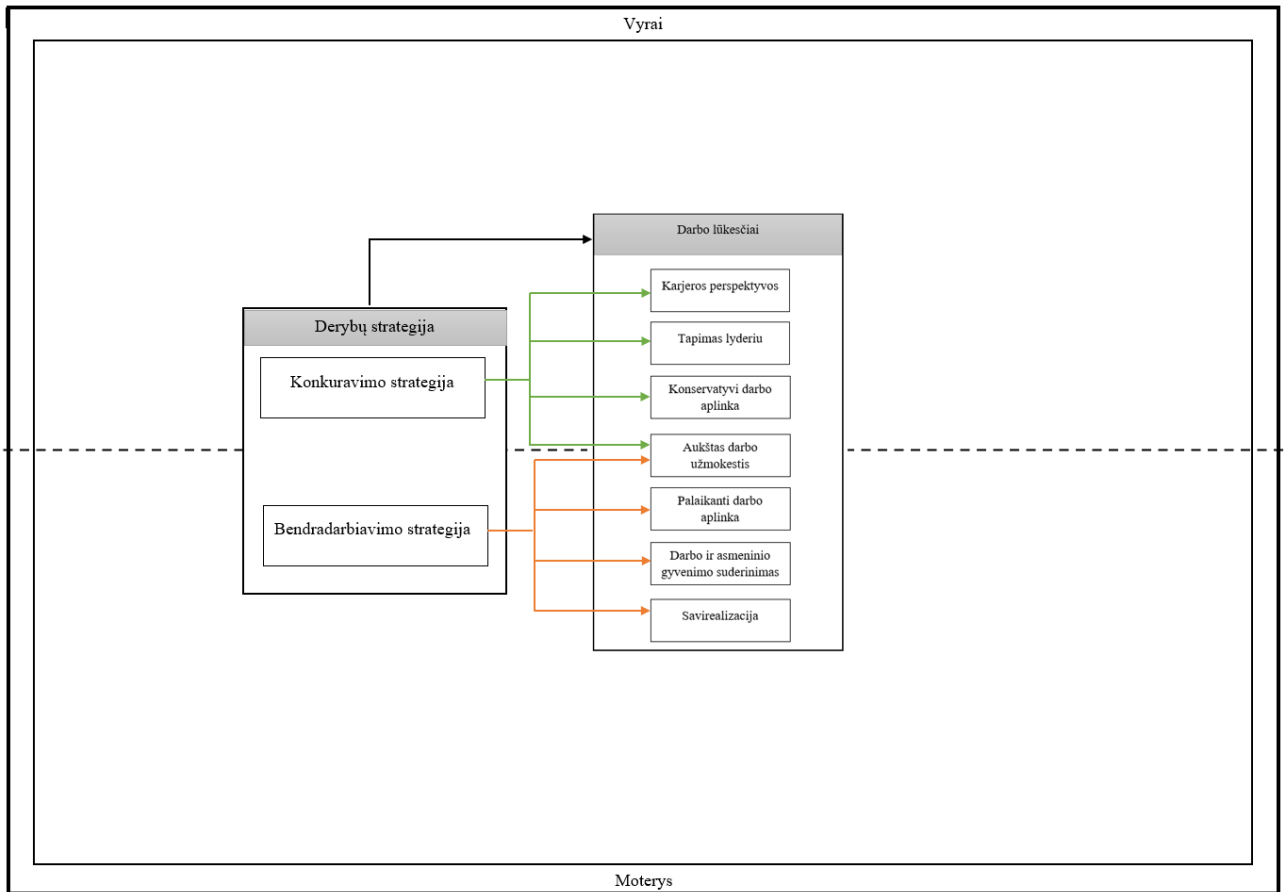 Vyrai
Darbo lūkesčiai
Karjeros perspektyvos
Derybų strategija
Tapimas lyderiu
Konkuravimo strategija
Konservatyvi darbo
aplinka
Aukštas darbo
užmokestis
Palaikanti darbo
aplinka
Bendradarbiavimo strategija
Darbo ir asmeninio
gyvenimo suderinimas
Savirealizacija
Moterys